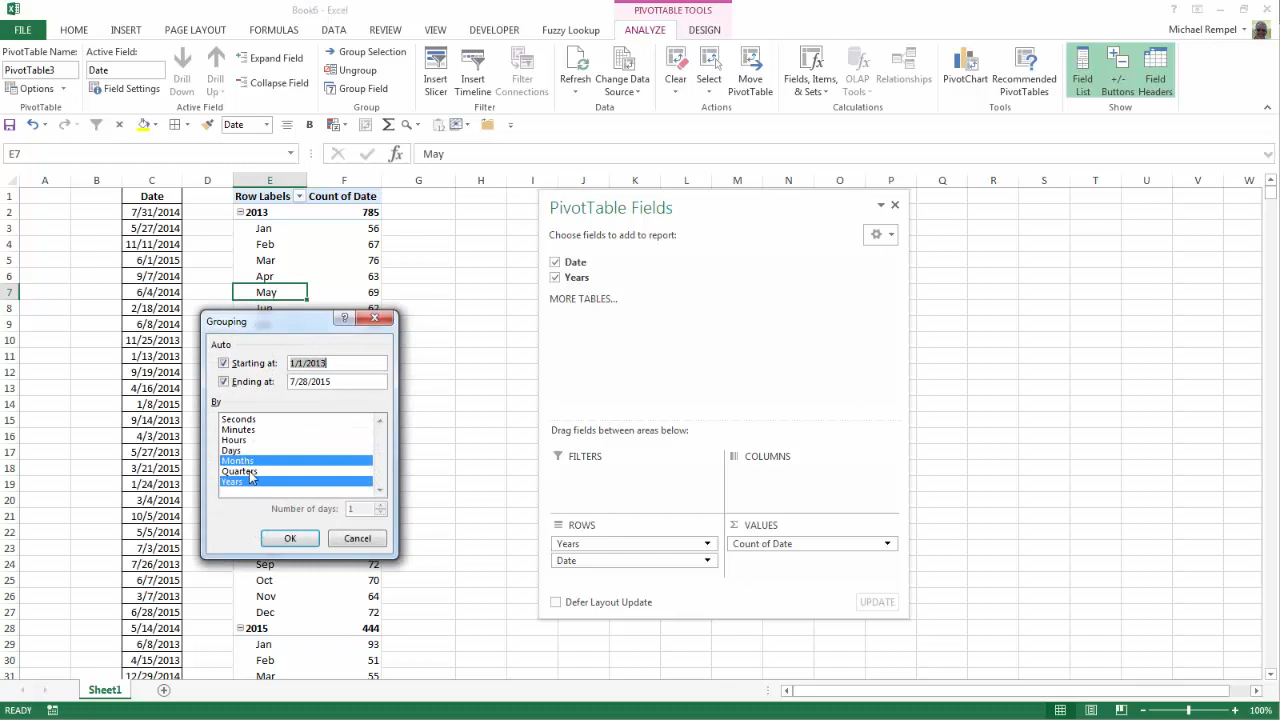 Book6 - Excel
PIVOTTABLE TOOLS
FILE HOME INSERT PAGE LAYOUT FORMULAS DATA REVIEW VIEW DEVELOPER Fuzzy Lookup ANALYZE DESIGN Michael Rempel
PivotTable Name:
PivotTable3
Options
PivotTable
Active Field:
Date
Field Settings
Drill Down
Drill Up
Expand Field
Collapse Field
Active Field
Group Selection
Ungroup
Group Field
Group
Insert Slicer
Insert Timeline
Filter Connections
Filter
Refresh
Change Data Source
Data
Clear
Select
Move PivotTable
Actions
Fields, Items, & Sets
OLAP Tools
Relationships
Calculations
PivotChart
Recommended PivotTables
Tools
Field List
+/- Buttons
Field Headers
Show
Date
E7 May
A B C D E F G H I J K L M N O P Q R S T U V W
1 Date Row Labels Count of Date
2 7/31/2014 2013 785
3 5/27/2014 Jan 56
4 11/11/2014 Feb 67
5 6/1/2015 Mar 76
6 9/7/2014 Apr 63
7 6/4/2014 May 69
8 2/18/2014 Jun
9 6/8/2014
10 11/25/2013
11 1/13/2013
12 9/19/2014
13 4/16/2014
14 1/8/2015
15 9/14/2013
16 4/3/2013
17 5/27/2013
18 3/21/2015
19 1/24/2013
20 9/30/2013
21 10/5/2014
22 5/5/2014
23 7/3/2015
24 7/26/2013 Sep 72
25 6/7/2015 Oct 70
26 3/7/2013 Nov 64
27 6/28/2015 Dec 72
28 5/14/2013 2015 444
29 6/8/2013 Jan 93
30 4/15/2013 Feb 51
31 12/29/2014 Mar 55
Grouping
Auto
Starting at: 1/1/2013
Ending at: 7/28/2015
By
Seconds
Minutes
Hours
Days
Months
Quarters
Years
Number of days: 1
OK Cancel
PivotTable Fields
Choose fields to add to report:
Date
Years
MORE TABLES...
Drag fields between areas below:
FILTERS
COLUMNS
ROWS
Years
Date
VALUES
Count of Date
Defer Layout Update
UPDATE
Sheet1
READY
100%